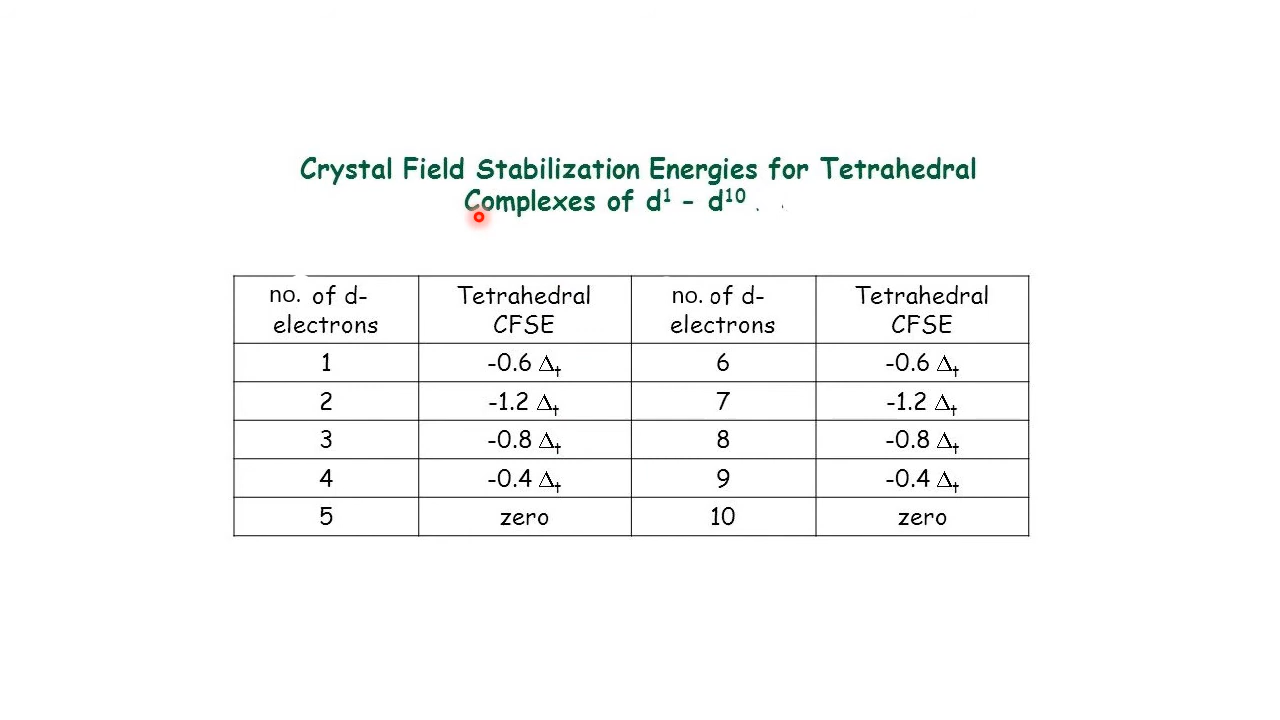 Crystal Field Stabilization Energies for Tetrahedral
Complexes of d¹ - d¹⁰ .
no. of d-electrons Tetrahedral CFSE no. of d-electrons Tetrahedral CFSE
1 -0.6 Δₜ 6 -0.6 Δₜ
2 -1.2 Δₜ 7 -1.2 Δₜ
3 -0.8 Δₜ 8 -0.8 Δₜ
4 -0.4 Δₜ 9 -0.4 Δₜ
5 zero 10 zero